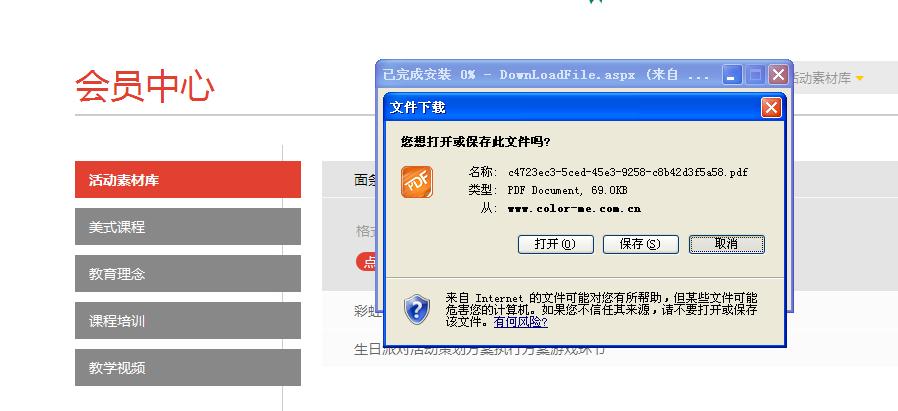 会员中心
已完成安装 0% - DownLoadFile.aspx (来自 ...
活动素材库
文件下载
您想打开或保存此文件吗?
名称: c4723ec3-5ced-45e3-9258-c8b42d3f5a58.pdf
类型: PDF Document, 69.0KB
从: www.color-me.com.cn
打开(O)
保存(S)
取消
来自 Internet 的文件可能对您有所帮助，但某些文件可能
危害您的计算机。如果您不信任其来源，请不要打开或保存
该文件。有何风险?
活动素材库
美式课程
教育理念
课程培训
教学视频
面条
格式
点
彩虹
生日派对活动策划方案执行方案游戏环节
PDF